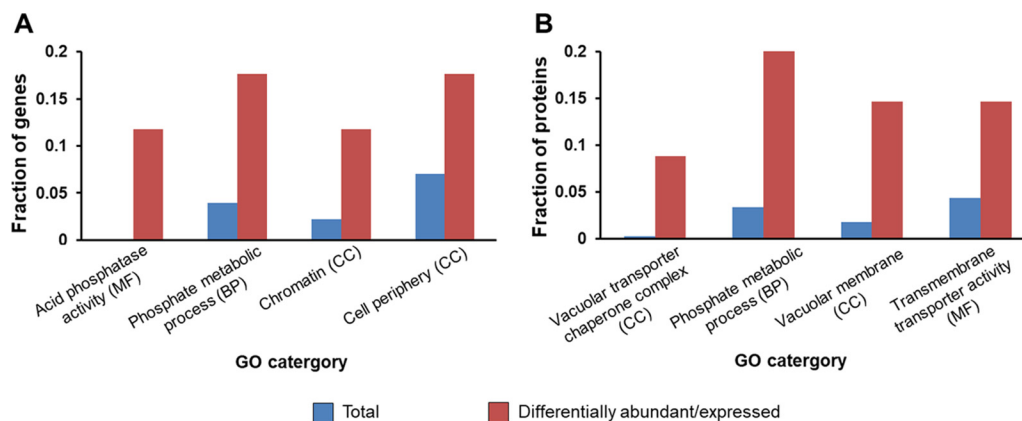 A
Fraction of genes
0.2
0.15
0.1
0.05
0
Acid phosphatase
activity (MF)
Phosphate metabolic
process (BP)
Chromatin (CC)
Cell periphery (CC)
GO catergory
B
Fraction of proteins
0.2
0.15
0.1
0.05
0
Vacuolar transporter
chaperone complex
(CC)
Phosphate metabolic
process (BP)
Vacuolar membrane
(CC)
Transmembrane
transporter activity
(MF)
GO catergory
Total
Differentially abundant/expressed